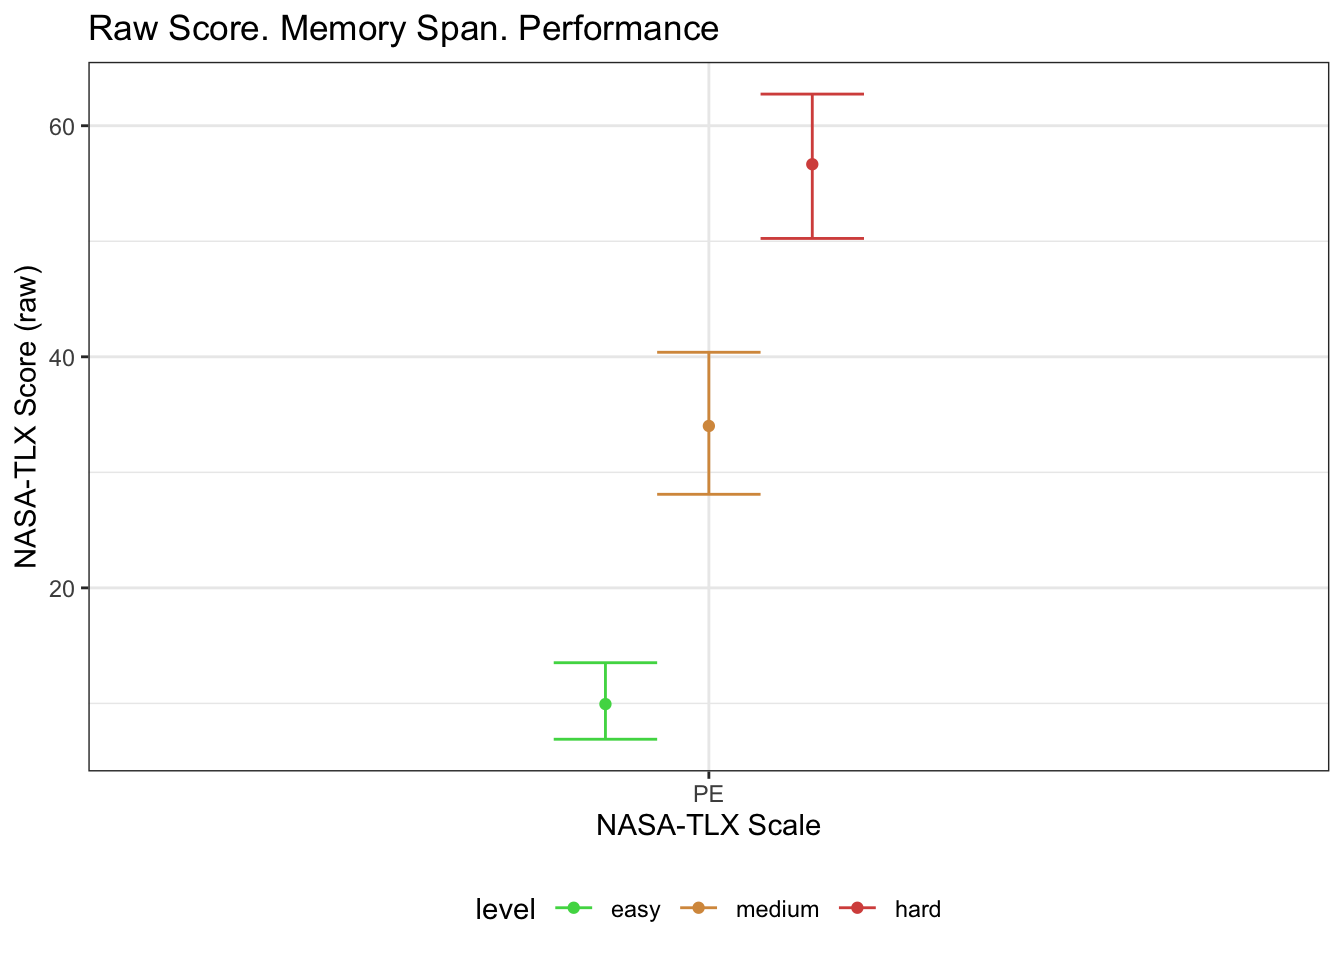 Raw Score. Memory Span. Performance
NASA-TLX Score (raw)
60
40
20
PE
NASA-TLX Scale
level easy medium hard